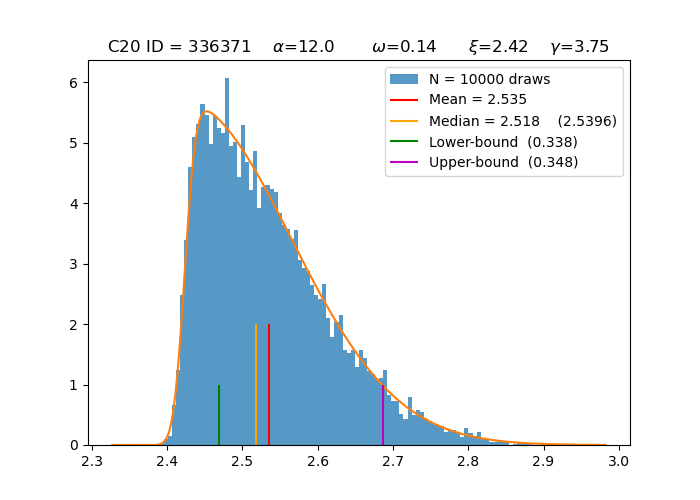 C20 ID = 336371 α=12.0 ω=0.14 ξ=2.42 γ=3.75
N = 10000 draws
Mean = 2.535
Median = 2.518 (2.5396)
Lower-bound (0.338)
Upper-bound (0.348)
6
5
4
3
2
1
0
2.3 2.4 2.5 2.6 2.7 2.8 2.9 3.0